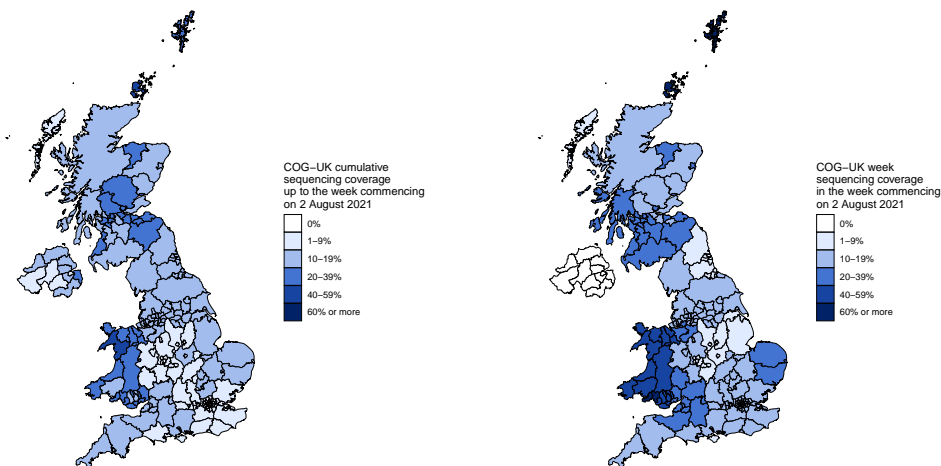 COG–UK cumulative
sequencing coverage
up to the week commencing
on 2 August 2021
0%
1–9%
10–19%
20–39%
40–59%
60% or more
COG–UK week
sequencing coverage
in the week commencing
on 2 August 2021
0%
1–9%
10–19%
20–39%
40–59%
60% or more